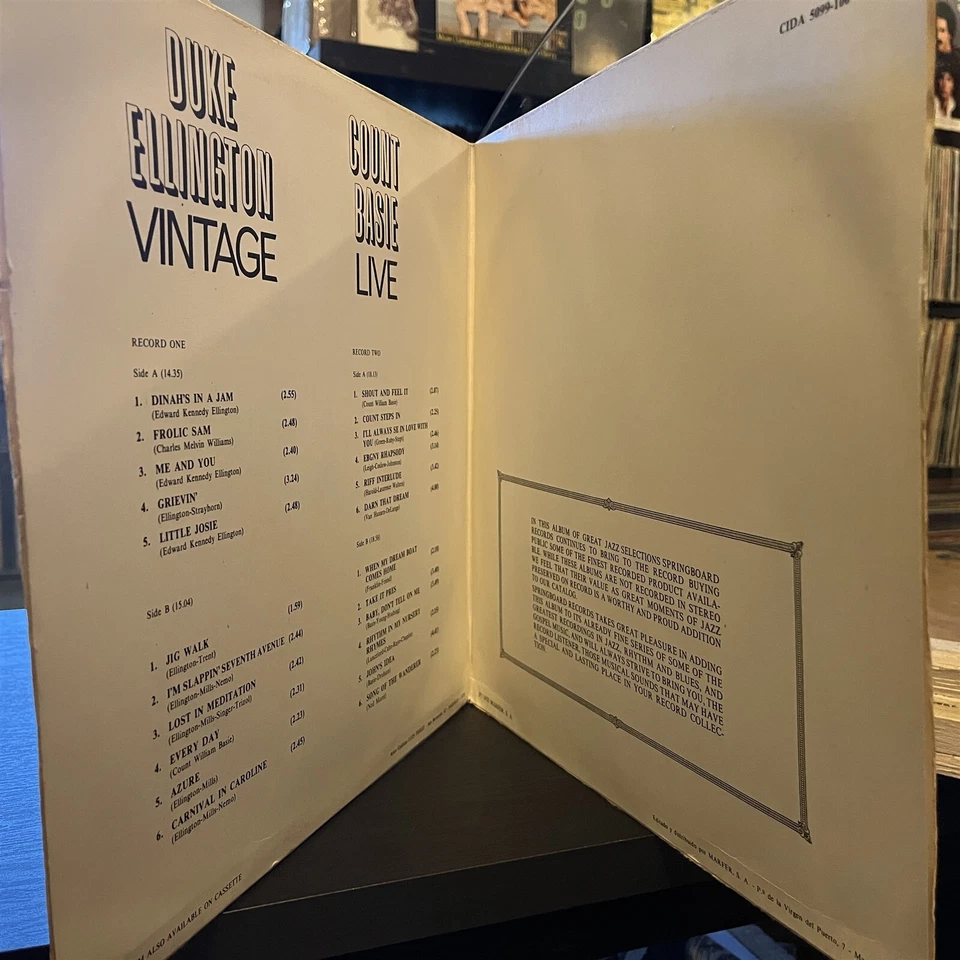 DUKE
ELLINGTON
VINTAGE
RECORD ONE
Side A (14.35)
1. DINAH'S IN A JAM (2.55)
(Edward Kennedy Ellington)
2. FROLIC SAM (2.48)
(Charles Melvin Williams)
3. ME AND YOU (2.40)
(Edward Kennedy Ellington)
4. GRIEVIN' (3.24)
(Ellington-Strayhorn)
5. LITTLE JOSIE (2.48)
(Edward Kennedy Ellington)
Side B (15.04)
1. JIG WALK (1.59)
(Ellington-Trent)
2. I'M SLAPPIN' SEVENTH AVENUE (2.44)
(Ellington-Mills-Nemo)
3. LOST IN MEDITATION (2.42)
(Ellington-Mills-Singer-Trizol)
4. EVERY DAY (2.31)
(Count William Basie)
5. AZURE (2.23)
(Ellington-Mills)
6. CARNIVAL IN CAROLINE (2.45)
(Ellington-Mills-Nemo)
ALSO AVAILABLE ON CASSETTE
COUNT
BASIE
LIVE
RECORD TWO
Side A
1. SHOUT AND FEEL IT
(Count William Basie)
2. COUNT STEPS IN
3. I'LL ALWAYS SE IN LOVE WITH
YOU
4. EBGNY RHAPSODY
5. RIFF INTERLUDE
6. DARN THAT DREAM
Side B
1. WHEN MY DREAM BOAT
COMES HOME
2. TAKE IT PRES
3. BABY, DON'T TELL ON ME
4. RHYTHM IN MY NURSERY
RHYMES
5. JOHN'S IDEA
6. SONG OF THE WANDERER
CIDA 5099-100
IN THIS ALBUM OF GREAT JAZZ SELECTIONS SPRINGBOARD
RECORDS CONTINUES TO BRING TO THE RECORD BUYING
PUBLIC SOME OF THE FINEST RECORDED PRODUCT AVAILA-
BLE. WHILE THESE ALBUMS ARE NOT RECORDED IN STEREO
WE FEEL THAT THEIR VALUE AS GREAT MOMENTS OF JAZZ
PRESERVED ON RECORD IS A WORTHY AND PROUD ADDITION
TO OUR CATALOG.
SPRINGBOARD RECORDS TAKES GREAT PLEASURE IN ADDING
THIS ALBUM TO ITS ALREADY FINE SERIES OF SOME OF THE
GREATEST RECORDINGS IN JAZZ, RHYTHM AND BLUES, AND
GOSPEL MUSIC, AND WILL ALWAYS STRIVE TO BRING YOU, THE
RECORD LISTENER, THOSE MUSICAL SOUNDS THAT MAY HAVE
A SPECIAL AND LASTING PLACE IN YOUR RECORD COLLEC-
TION.
Editado y distribuido por MARFER, S. A. - P.º de la Virgen del Puerto, 7 -